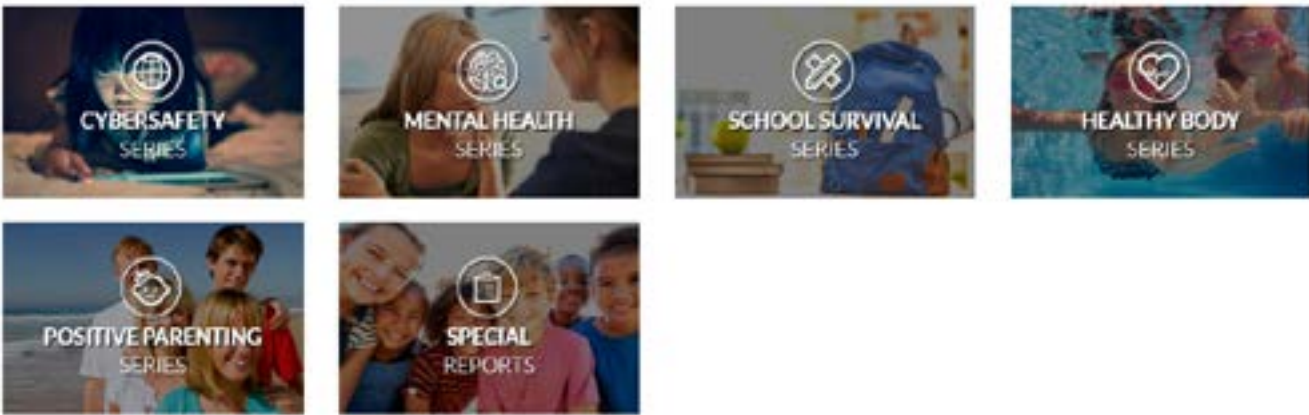 CYBERSAFETY
SERIES
MENTAL HEALTH
SERIES
SCHOOL SURVIVAL
SERIES
HEALTHY BODY
SERIES
POSITIVE PARENTING
SERIES
SPECIAL
REPORTS